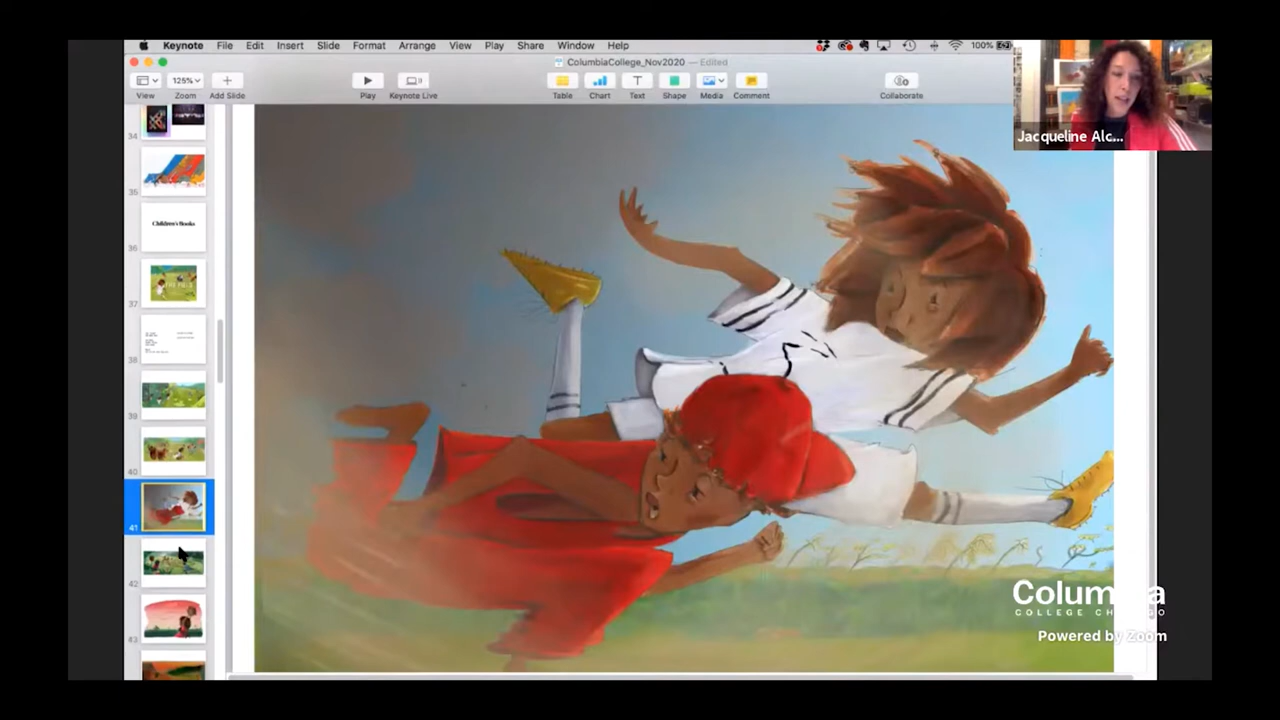 Keynote File Edit Insert Slide Format Arrange View Play Share Window Help 100%
ColumbiaCollege_Nov2020 — Edited
125%
View Zoom Add Slide Play Keynote Live Table Chart Text Shape Media Comment Collaborate
Jacqueline Alc...
34
35
Children's Books
36
THE FIELD
37
38
39
40
41
42
43
Columbia
COLLEGE CHICAGO
Powered by Zoom